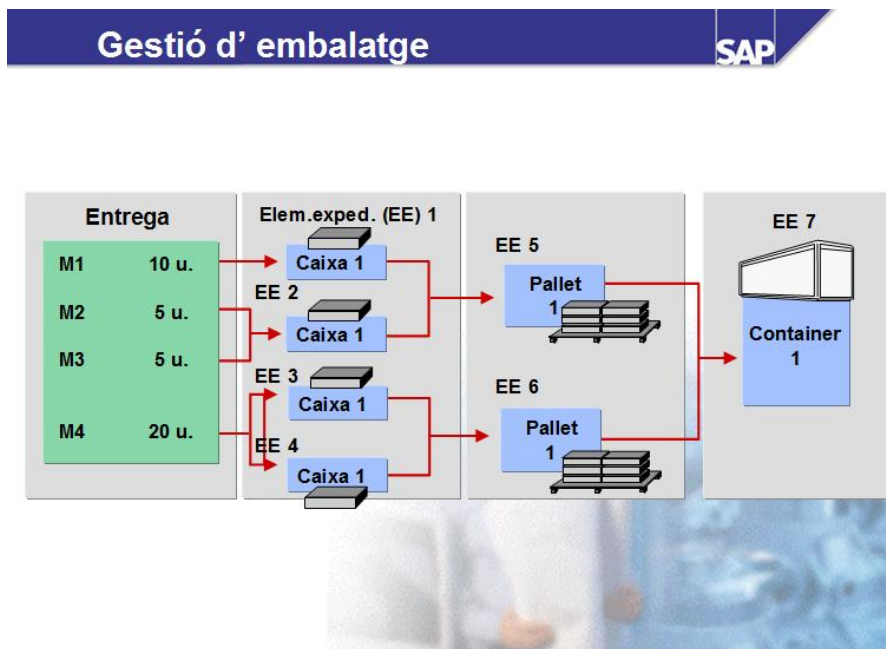 Gestió d' embalatge
SAP
Entrega
M1 10 u.
M2 5 u.
M3 5 u.
M4 20 u.
Elem.exped. (EE) 1
Caixa 1
EE 2
Caixa 1
EE 3
Caixa 1
EE 4
Caixa 1
EE 5
Pallet
1
EE 6
Pallet
1
EE 7
Container
1